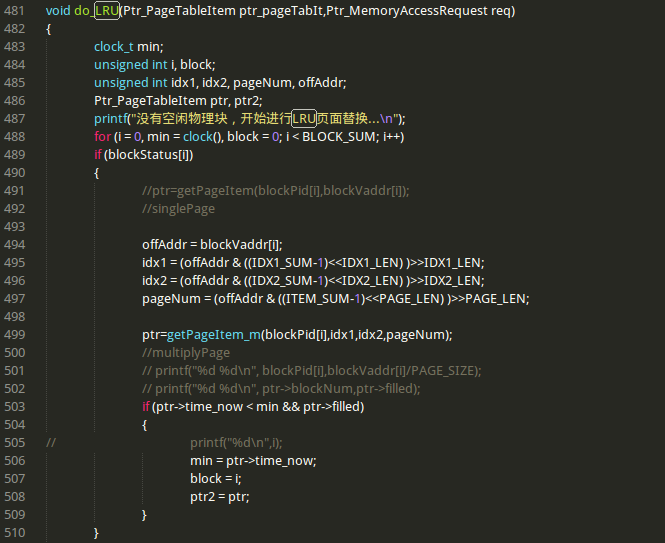 481 void do_LRU(Ptr_PageTableItem ptr_pageTabIt,Ptr_MemoryAccessRequest req)
482 {
483 clock_t min;
484 unsigned int i, block;
485 unsigned int idx1, idx2, pageNum, offAddr;
486 Ptr_PageTableItem ptr, ptr2;
487 printf("没有空闲物理块，开始进行LRU页面替换...\n");
488 for (i = 0, min = clock(), block = 0; i < BLOCK_SUM; i++)
489 if (blockStatus[i])
490 {
491 //ptr=getPageItem(blockPid[i],blockVaddr[i]);
492 //singlePage
493
494 offAddr = blockVaddr[i];
495 idx1 = (offAddr & ((IDX1_SUM-1)<<IDX1_LEN) )>>IDX1_LEN;
496 idx2 = (offAddr & ((IDX2_SUM-1)<<IDX2_LEN) )>>IDX2_LEN;
497 pageNum = (offAddr & ((ITEM_SUM-1)<<PAGE_LEN) )>>PAGE_LEN;
498
499 ptr=getPageItem_m(blockPid[i],idx1,idx2,pageNum);
500 //multiplyPage
501 // printf("%d %d\n", blockPid[i],blockVaddr[i]/PAGE_SIZE);
502 // printf("%d %d\n", ptr->blockNum,ptr->filled);
503 if (ptr->time_now < min && ptr->filled)
504 {
505 // printf("%d\n",i);
506 min = ptr->time_now;
507 block = i;
508 ptr2 = ptr;
509 }
510 }